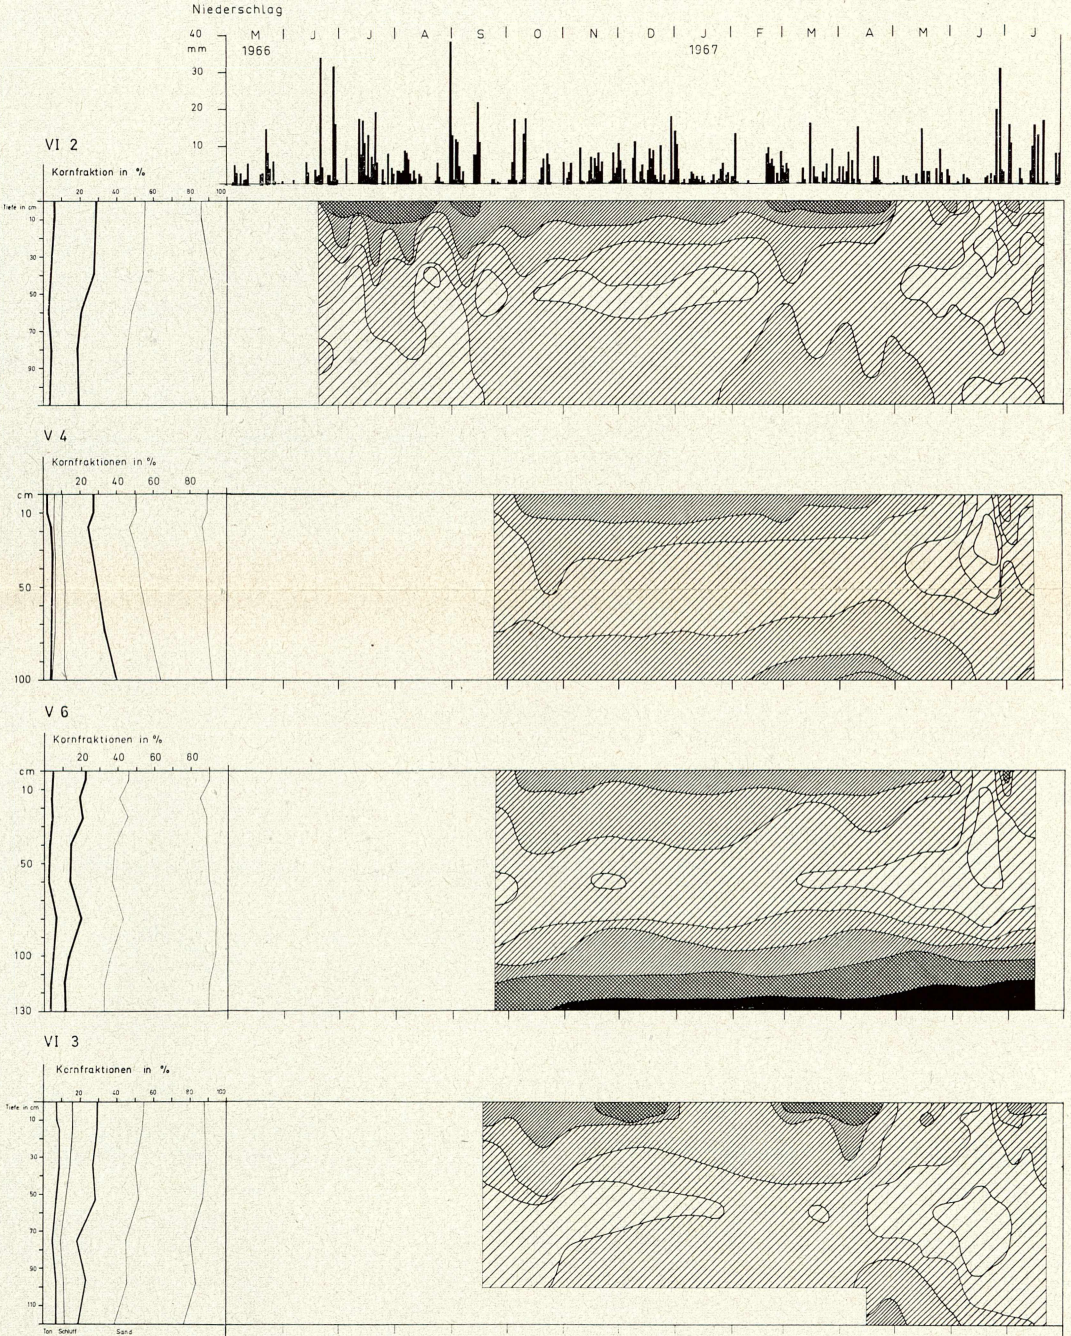 Niederschlag
40 M J J A S O N D J F M A M J J
mm 1966 1967
30
20
10
VI 2
Kornfraktion in %
20 40 60 80 100
Tiefe in cm
10
30
50
70
90
V 4
Kornfraktionen in %
20 40 60 80
cm
10
50
100
V 6
Kornfraktionen in %
20 40 60 80
cm
10
50
100
130
VI 3
Kornfraktionen in %
20 40 60 80 100
Tiefe in cm
10
30
50
70
90
110
Ton Schluff Sand